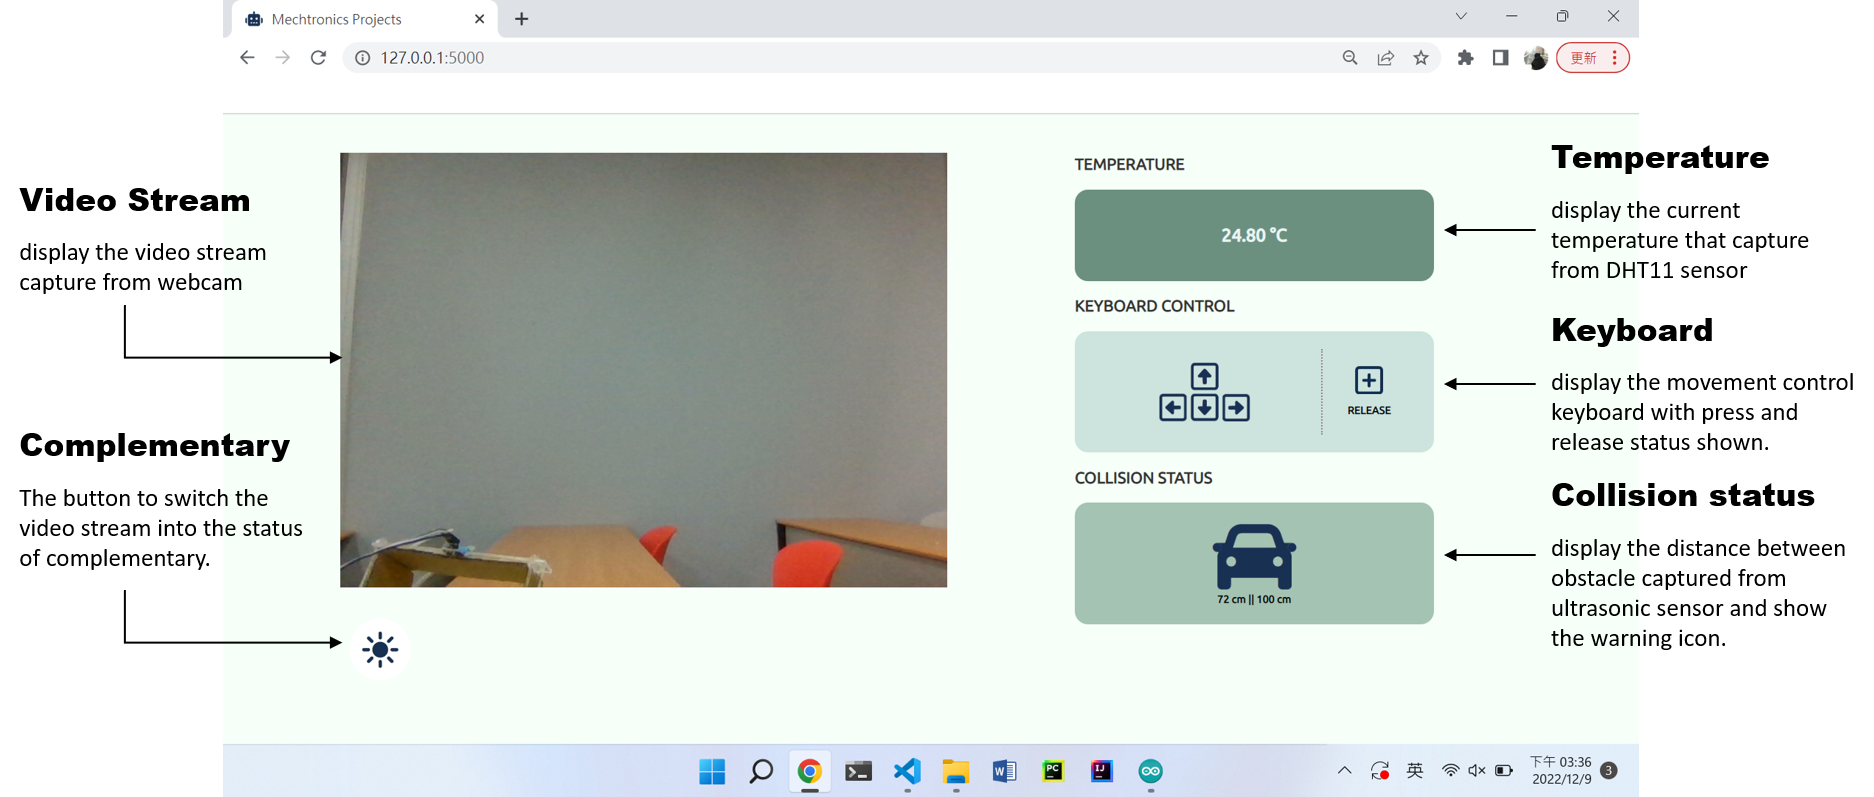 Mechtronics Projects
127.0.0.1:5000
更新
Video Stream
display the video stream
capture from webcam
Complementary
The button to switch the
video stream into the status
of complementary.
TEMPERATURE
24.80 °C
KEYBOARD CONTROL
RELEASE
COLLISION STATUS
72 cm || 100 cm
Temperature
display the current
temperature that capture
from DHT11 sensor
Keyboard
display the movement control
keyboard with press and
release status shown.
Collision status
display the distance between
obstacle captured from
ultrasonic sensor and show
the warning icon.
PC
IJ
英
下午 03:36
2022/12/9
3